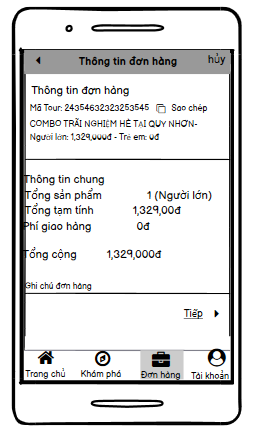 Thông tin đơn hàng
hủy
Thông tin đơn hàng
Mã Tour: 24354632323253545 Sao chép
COMBO TRẢI NGHIỆM HÈ TẠI QUY NHƠN-
Người lớn: 1,329,000đ - Trẻ em: 0đ
Thông tin chung
Tổng sản phẩm 1 (Người lớn)
Tổng tạm tính 1,329,00đ
Phí giao hàng 0đ
Tổng cộng 1,329,000đ
Ghi chú đơn hàng
Tiếp
Trang chủ Khám phá Đơn hàng Tài khoản